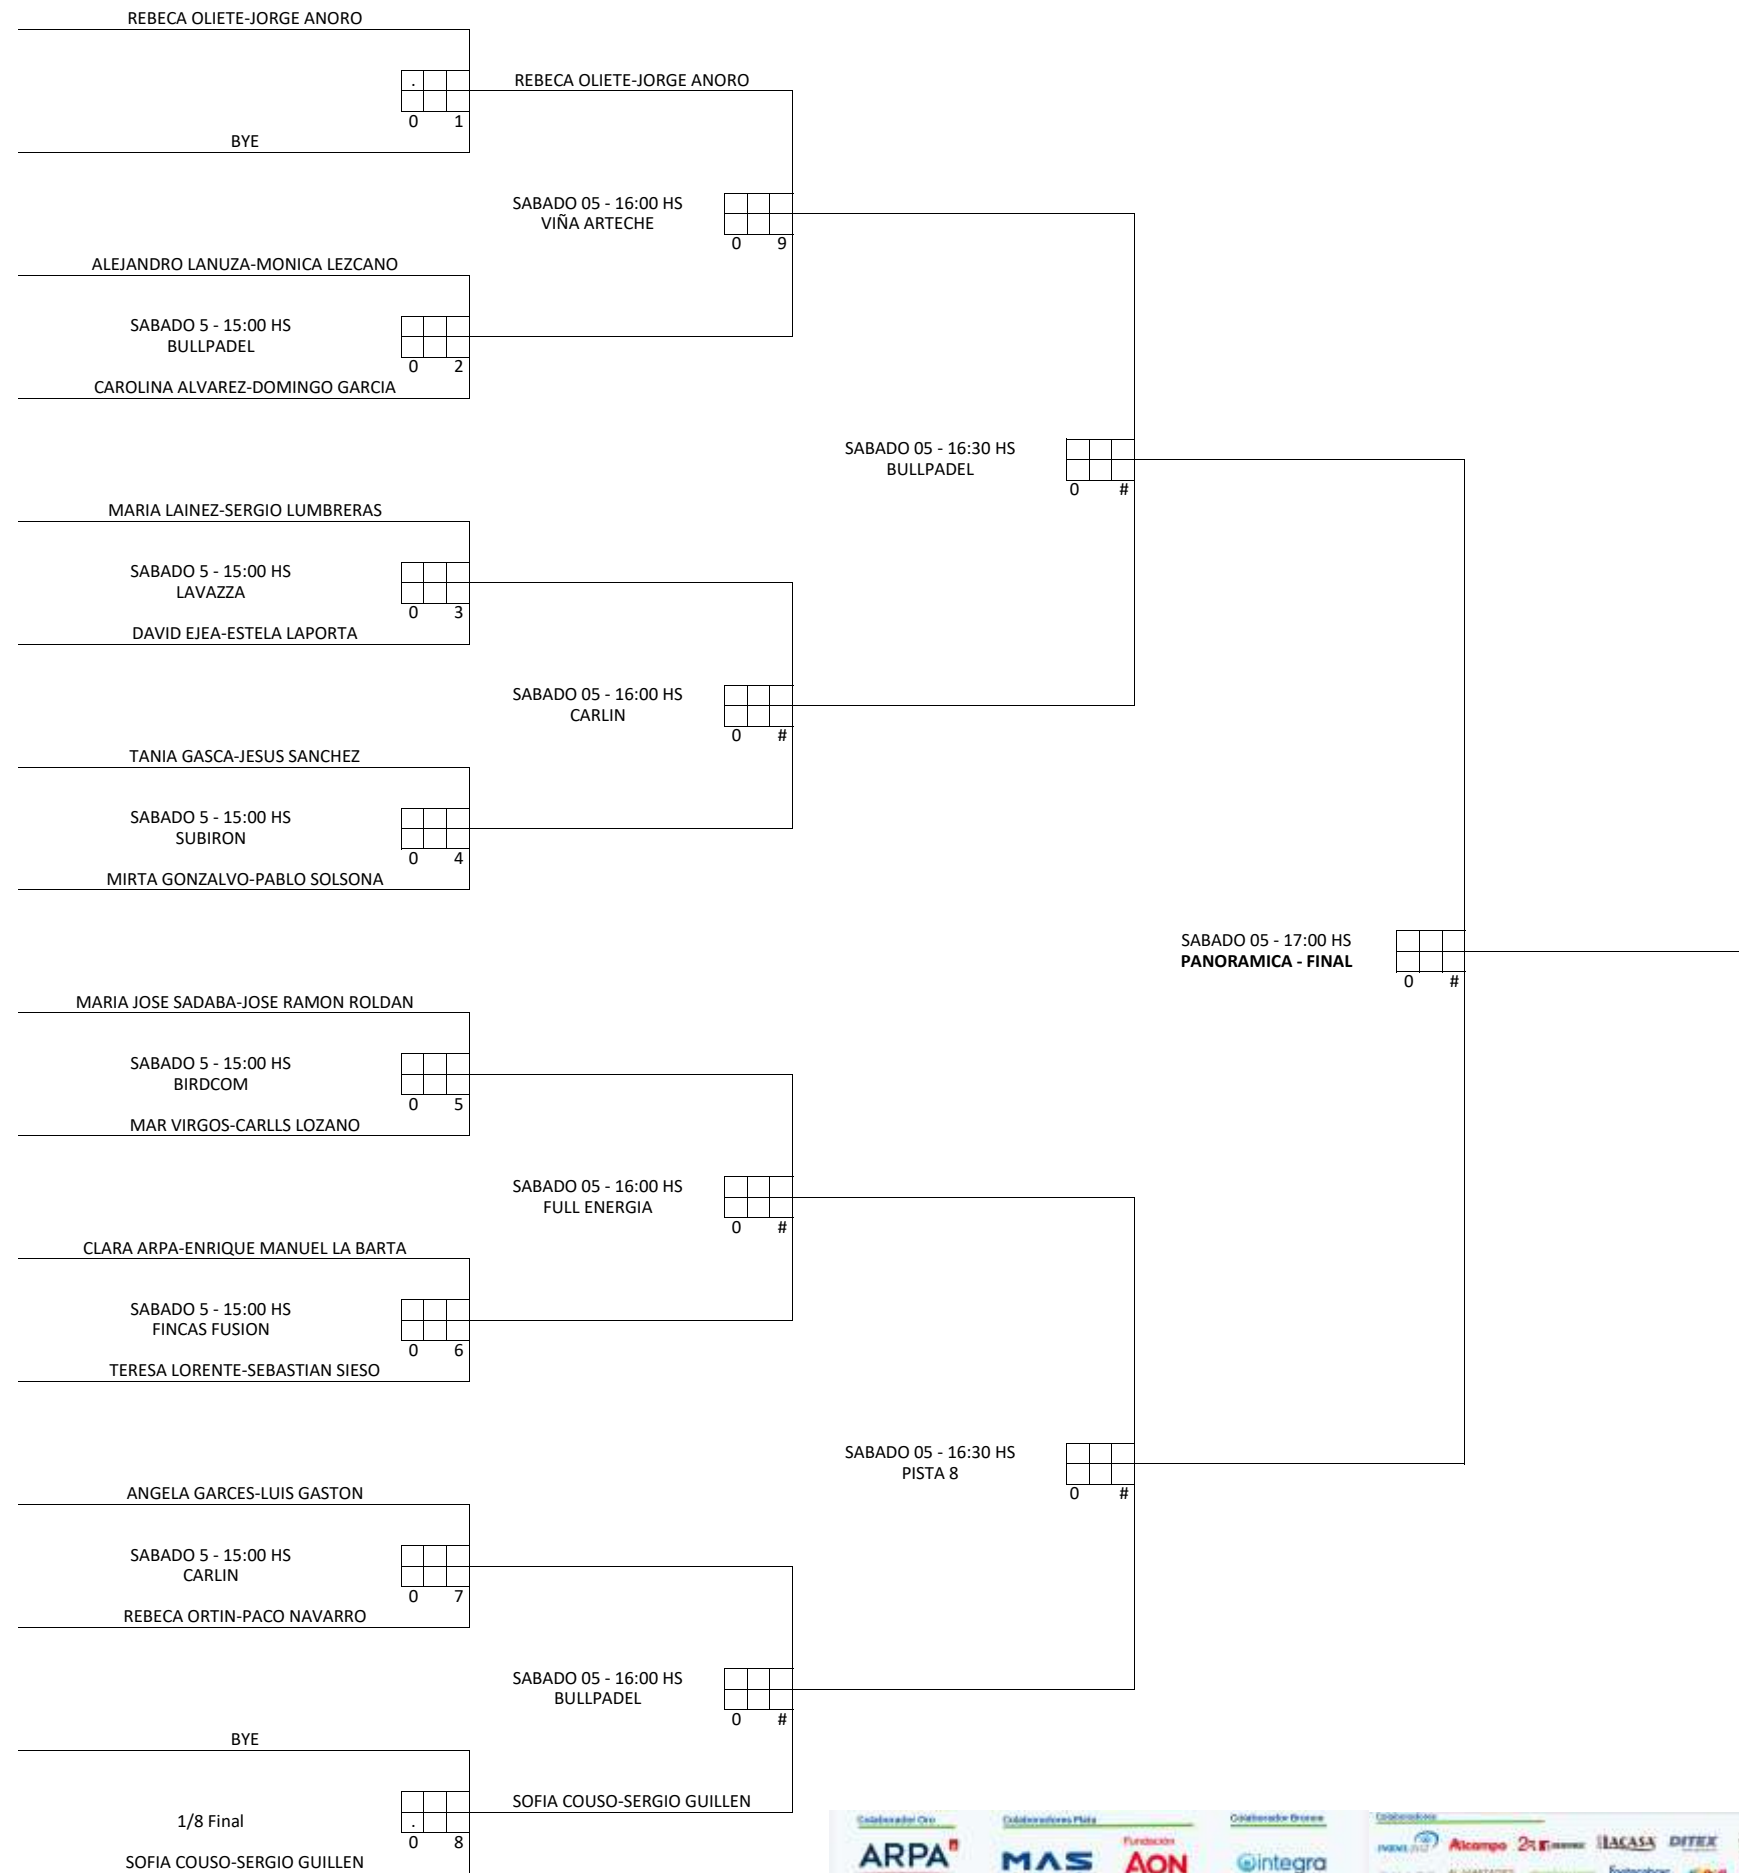 REBECA OLIETE-JORGE ANORO
.
REBECA OLIETE-JORGE ANORO
0 1
BYE
SABADO 05 - 16:00 HS
VIÑA ARTECHE
0 9
ALEJANDRO LANUZA-MONICA LEZCANO
SABADO 5 - 15:00 HS
BULLPADEL
0 2
CAROLINA ALVAREZ-DOMINGO GARCIA
SABADO 05 - 16:30 HS
BULLPADEL
0 #
MARIA LAINEZ-SERGIO LUMBRERAS
SABADO 5 - 15:00 HS
LAVAZZA
0 3
DAVID EJEA-ESTELA LAPORTA
SABADO 05 - 16:00 HS
CARLIN
0 #
TANIA GASCA-JESUS SANCHEZ
SABADO 5 - 15:00 HS
SUBIRON
0 4
MIRTA GONZALVO-PABLO SOLSONA
SABADO 05 - 17:00 HS
PANORAMICA - FINAL
0 #
MARIA JOSE SADABA-JOSE RAMON ROLDAN
SABADO 5 - 15:00 HS
BIRDCOM
0 5
MAR VIRGOS-CARLLS LOZANO
SABADO 05 - 16:00 HS
FULL ENERGIA
0 #
CLARA ARPA-ENRIQUE MANUEL LA BARTA
SABADO 5 - 15:00 HS
FINCAS FUSION
0 6
TERESA LORENTE-SEBASTIAN SIESO
SABADO 05 - 16:30 HS
PISTA 8
0 #
ANGELA GARCES-LUIS GASTON
SABADO 5 - 15:00 HS
CARLIN
0 7
REBECA ORTIN-PACO NAVARRO
SABADO 05 - 16:00 HS
BULLPADEL
0 #
BYE
SOFIA COUSO-SERGIO GUILLEN
1/8 Final
.
0 8
SOFIA COUSO-SERGIO GUILLEN
Colaborador Oro Colaboradores Plata Colaborador Bronce Colaboradores
ARPA MAS Fundación AON integra Alcampo LACASA DITEX